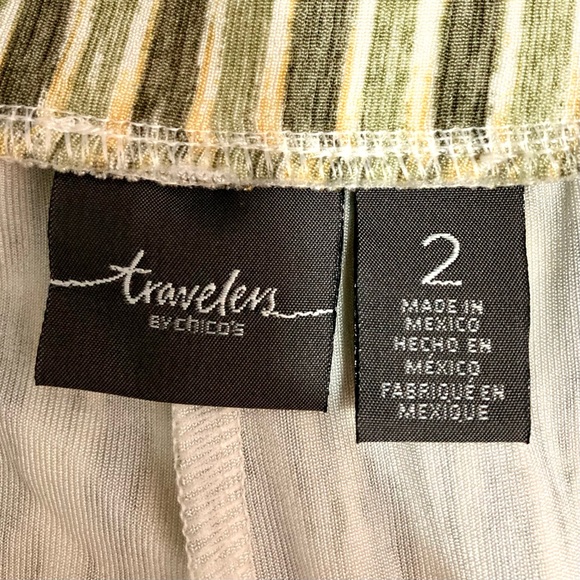 travelers
BY CHICO'S
2
MADE IN
MEXICO
HECHO EN
MÉXICO
FABRIQUÉ EN
MEXIQUE